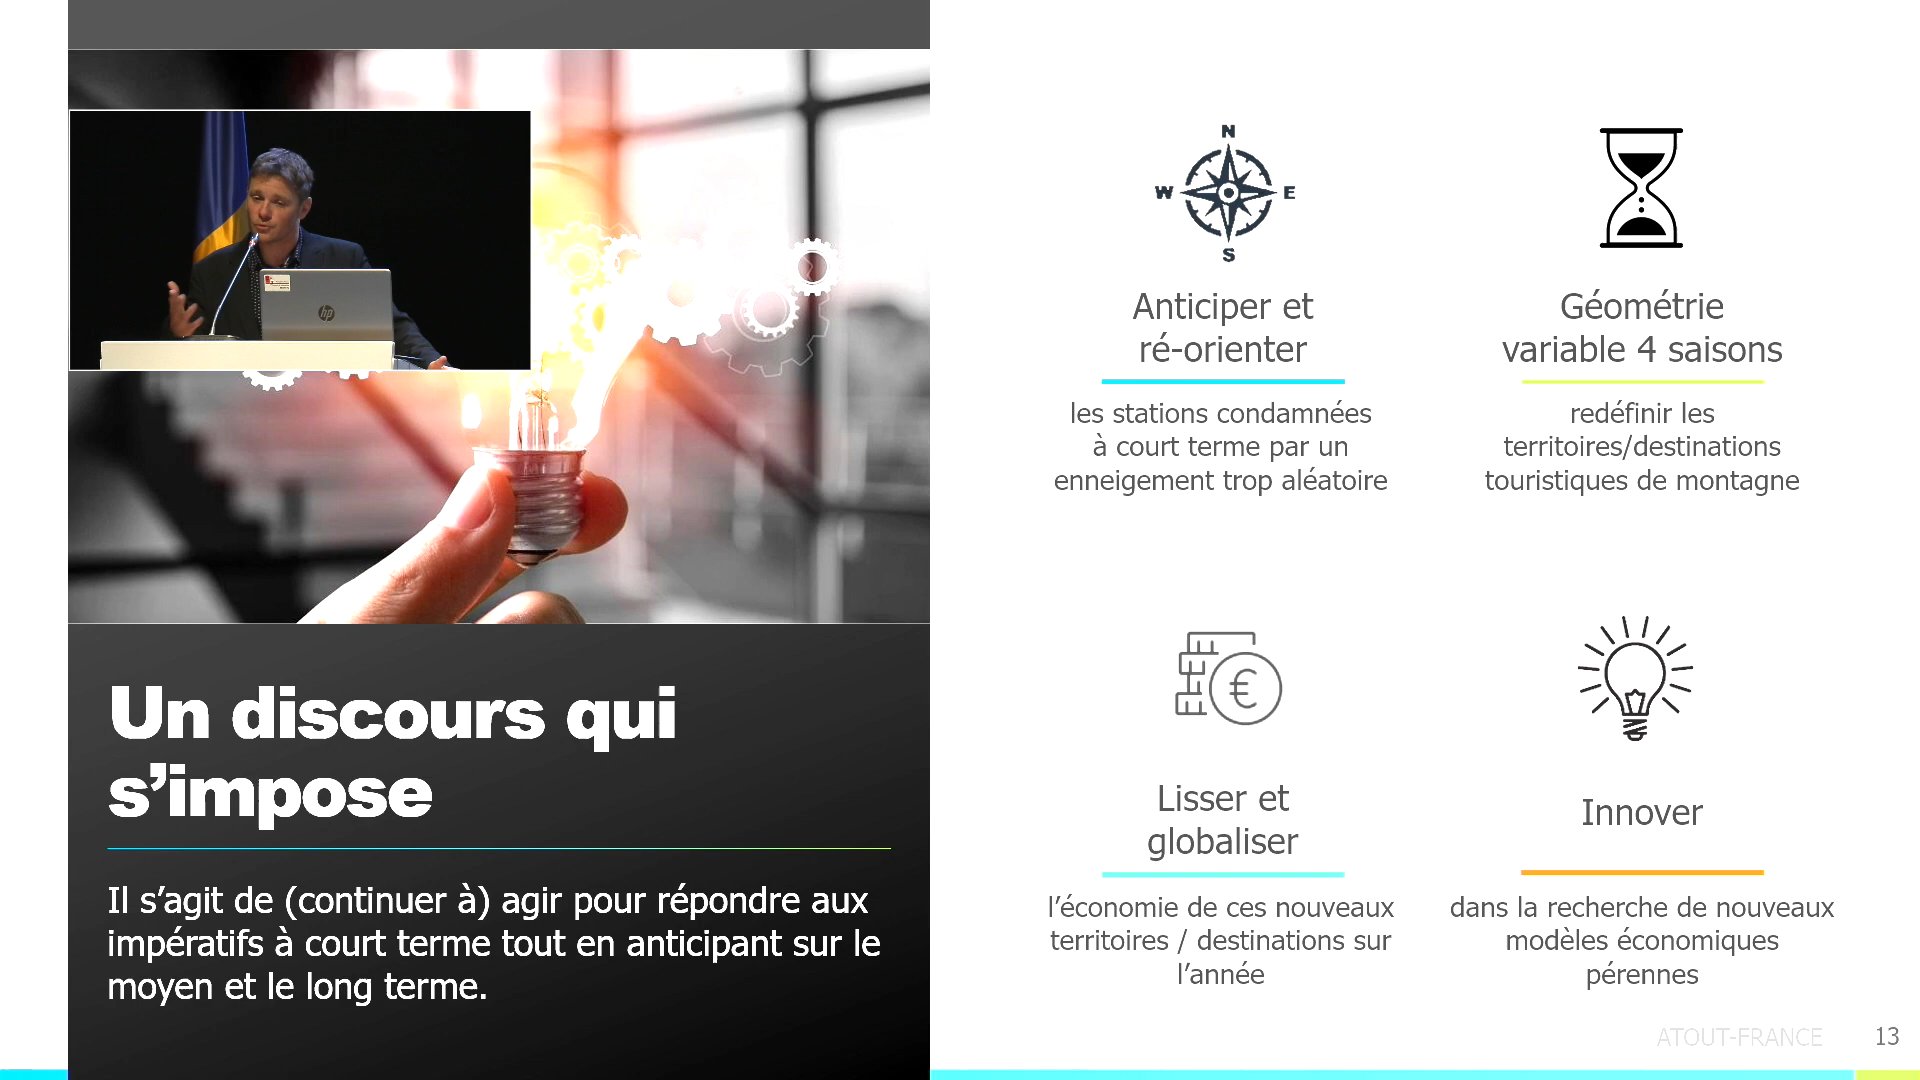 Un discours qui
s’impose
Il s’agit de (continuer à) agir pour répondre aux
impératifs à court terme tout en anticipant sur le
moyen et le long terme.
N
W
E
S
Anticiper et
ré-orienter
les stations condamnées
à court terme par un
enneigement trop aléatoire
Géométrie
variable 4 saisons
redéfinir les
territoires/destinations
touristiques de montagne
€
Lisser et
globaliser
l’économie de ces nouveaux
territoires / destinations sur
l’année
Innover
dans la recherche de nouveaux
modèles économiques
pérennes
hp
ATOUT-FRANCE
13